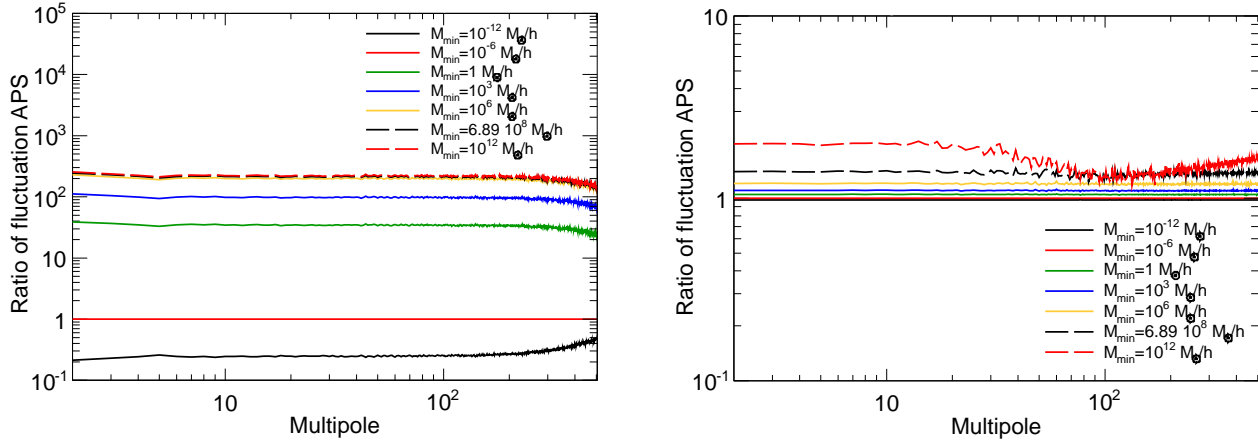 10^5
10^4
10^3
10^2
10
1
10^-1
Ratio of fluctuation APS
M_min=10^-12 M_⊗/h
M_min=10^-6 M_⊗/h
M_min=1 M_⊗/h
M_min=10^3 M_⊗/h
M_min=10^6 M_⊗/h
M_min=6.89 10^8 M_⊗/h
M_min=10^12 M_⊗/h
10
10^2
Multipole
10
1
10^-1
Ratio of fluctuation APS
M_min=10^-12 M_⊗/h
M_min=10^-6 M_⊗/h
M_min=1 M_⊗/h
M_min=10^3 M_⊗/h
M_min=10^6 M_⊗/h
M_min=6.89 10^8 M_⊗/h
M_min=10^12 M_⊗/h
10
10^2
Multipole